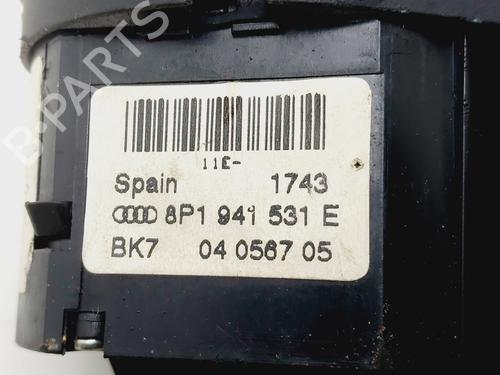 B-PARTS
11E-
Spain 1743
8P1 941 531 E
BK7 04 0567 05